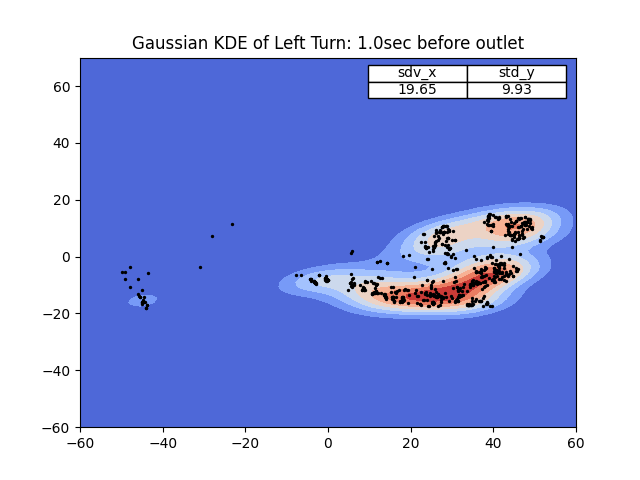 Gaussian KDE of Left Turn: 1.0sec before outlet
sdv_x std_y
19.65 9.93
60
40
20
0
−20
−40
−60
−60 −40 −20 0 20 40 60